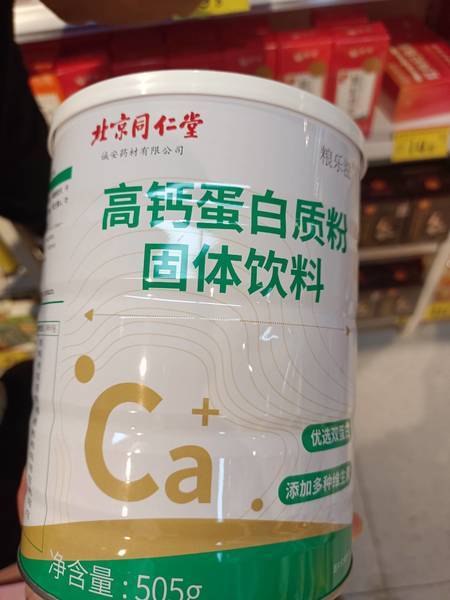 北京同仁堂
诚安药材有限公司
粮乐
高钙蛋白质粉
固体饮料
Ca+
优选双蛋白
添加多种维生素
净含量：505g